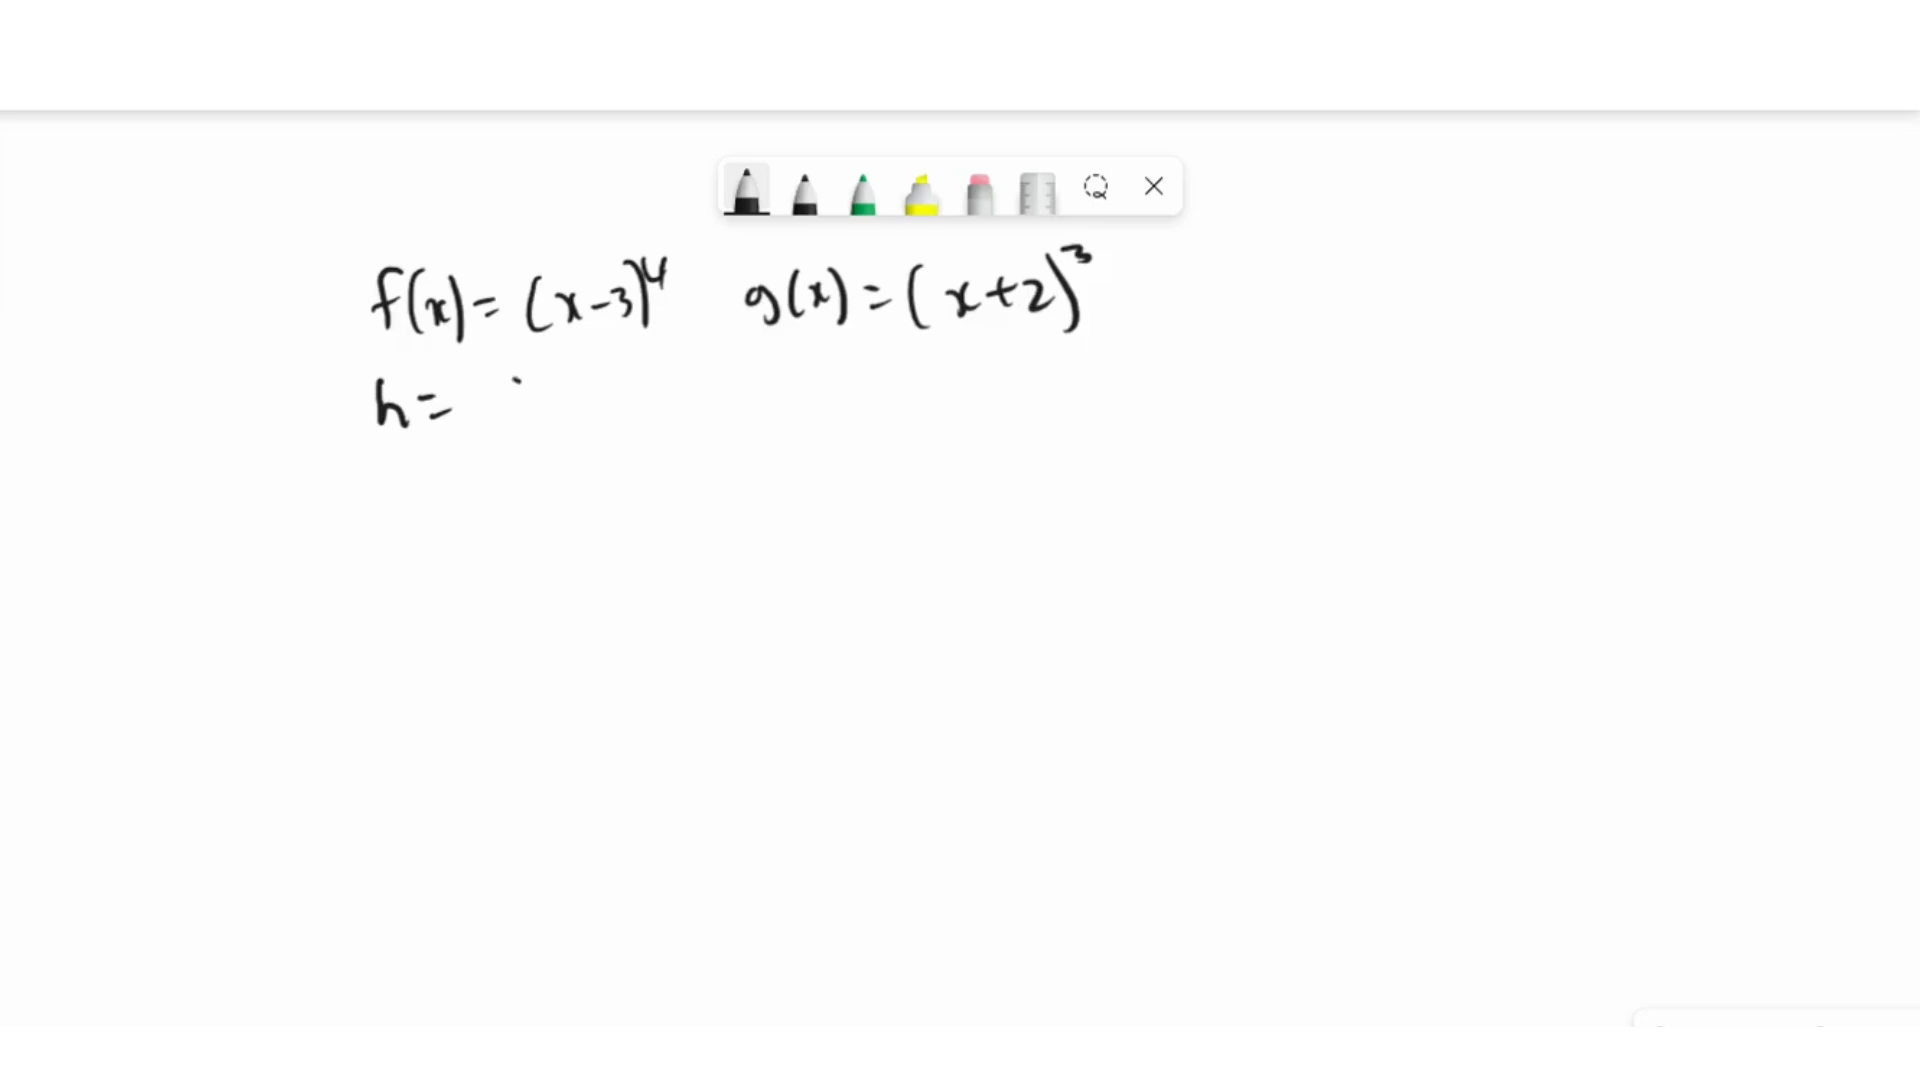 f(x) = (x-3)⁴ g(x) = (x+2)³
h =